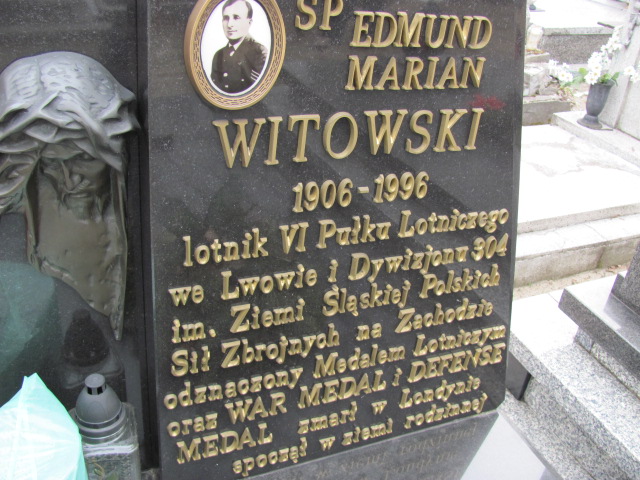 ŚP EDMUND
MARIAN
WITOWSKI
1906-1996
lotnik VI Pułku Lotniczego
we Lwowie i Dywizjonu 304
im. Ziemi Śląskiej Polskich
Sił Zbrojnych na Zachodzie
odznaczony Medalem Lotniczym
oraz WAR MEDAL i DEFENSE
MEDAL zmarł w Londynie
spoczął w ziemi rodzinnej